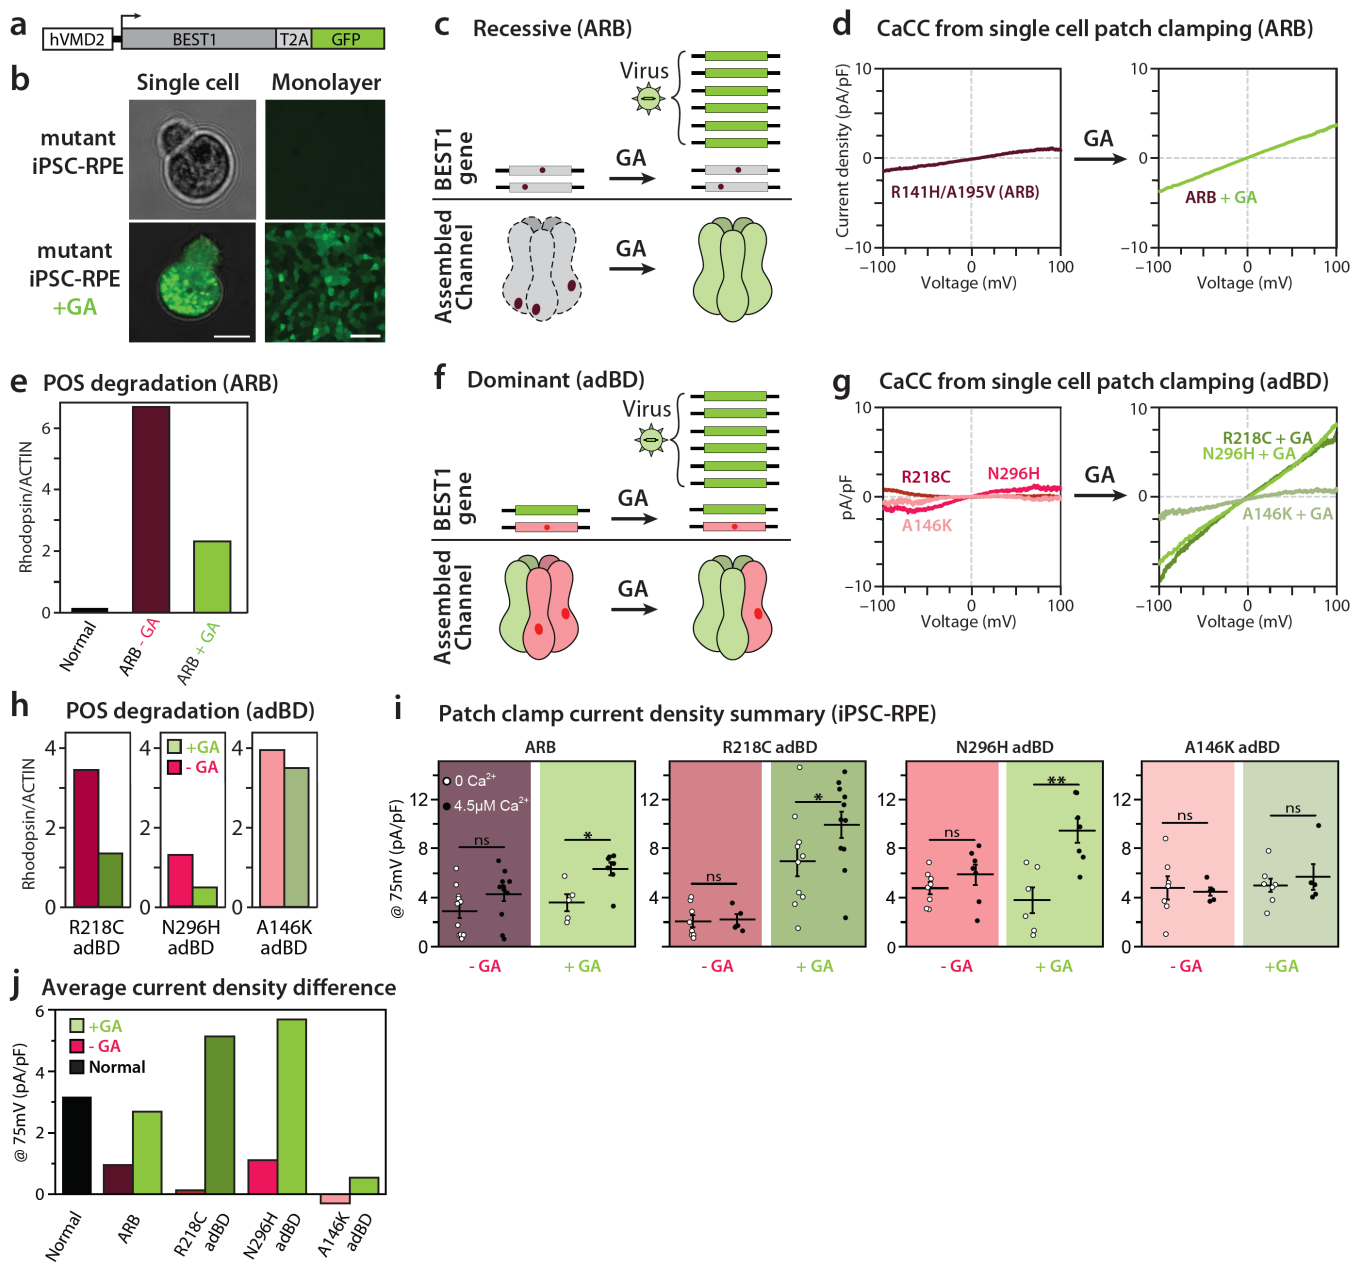 a
hVMD2 BEST1 T2A GFP
b
Single cell Monolayer
mutant
iPSC-RPE
mutant
iPSC-RPE
+GA
c Recessive (ARB)
Virus
BEST1
gene
GA
Assembled
Channel
GA
d CaCC from single cell patch clamping (ARB)
Current density (pA/pF)
10
0
−10
R141H/A195V (ARB)
−100 0 100
Voltage (mV)
GA
10
0
−10
ARB + GA
−100 0 100
Voltage (mV)
e POS degradation (ARB)
Rhodopsin/ACTIN
6
4
2
0
Normal
ARB - GA
ARB + GA
f Dominant (adBD)
Virus
BEST1
gene
GA
Assembled
Channel
GA
g CaCC from single cell patch clamping (adBD)
pA/pF
10
0
−10
R218C N296H
A146K
−100 0 100
Voltage (mV)
GA
10
0
−10
R218C + GA
N296H + GA
A146K + GA
−100 0 100
Voltage (mV)
h POS degradation (adBD)
Rhodopsin/ACTIN
4
2
0
R218C
adBD
4
2
0
+GA
- GA
N296H
adBD
4
2
0
A146K
adBD
i Patch clamp current density summary (iPSC-RPE)
@ 75mV (pA/pF)
ARB
12
8
4
0
0 Ca²⁺
4.5µM Ca²⁺
ns
*
- GA + GA
R218C adBD
12
8
4
0
ns
*
- GA + GA
N296H adBD
12
8
4
0
ns
**
- GA + GA
A146K adBD
12
8
4
0
ns
ns
- GA +GA
j Average current density difference
@ 75mV (pA/pF)
6
4
2
0
+GA
- GA
Normal
Normal
ARB
R218C
adBD
N296H
adBD
A146K
adBD